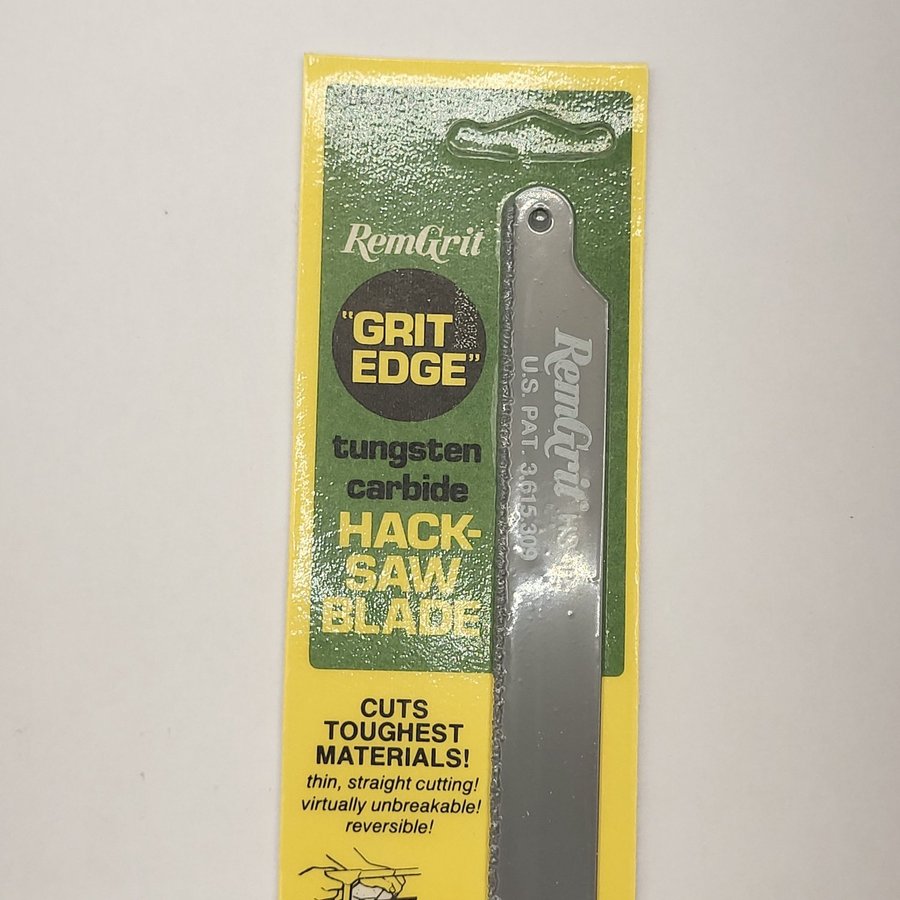 RemGrit
"GRIT
EDGE"
tungsten
carbide
HACK-
SAW
BLADE
CUTS
TOUGHEST
MATERIALS!
thin, straight cutting!
virtually unbreakable!
reversible!
RemGrit
U.S. PAT. 3,615,309